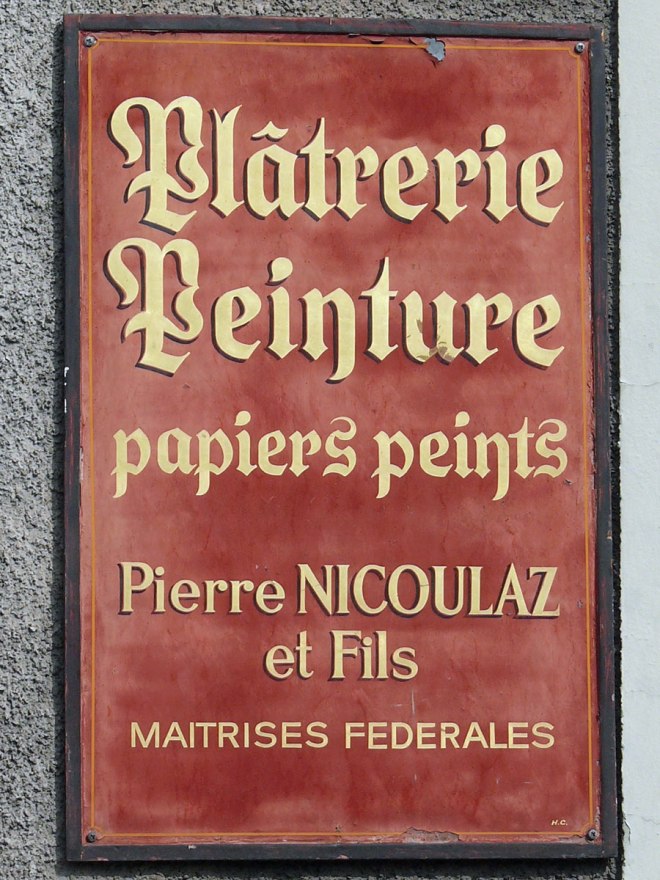 Plâtrerie
Peinture
papiers peints
Pierre NICOULAZ
et Fils
MAITRISES FEDERALES
H.C.